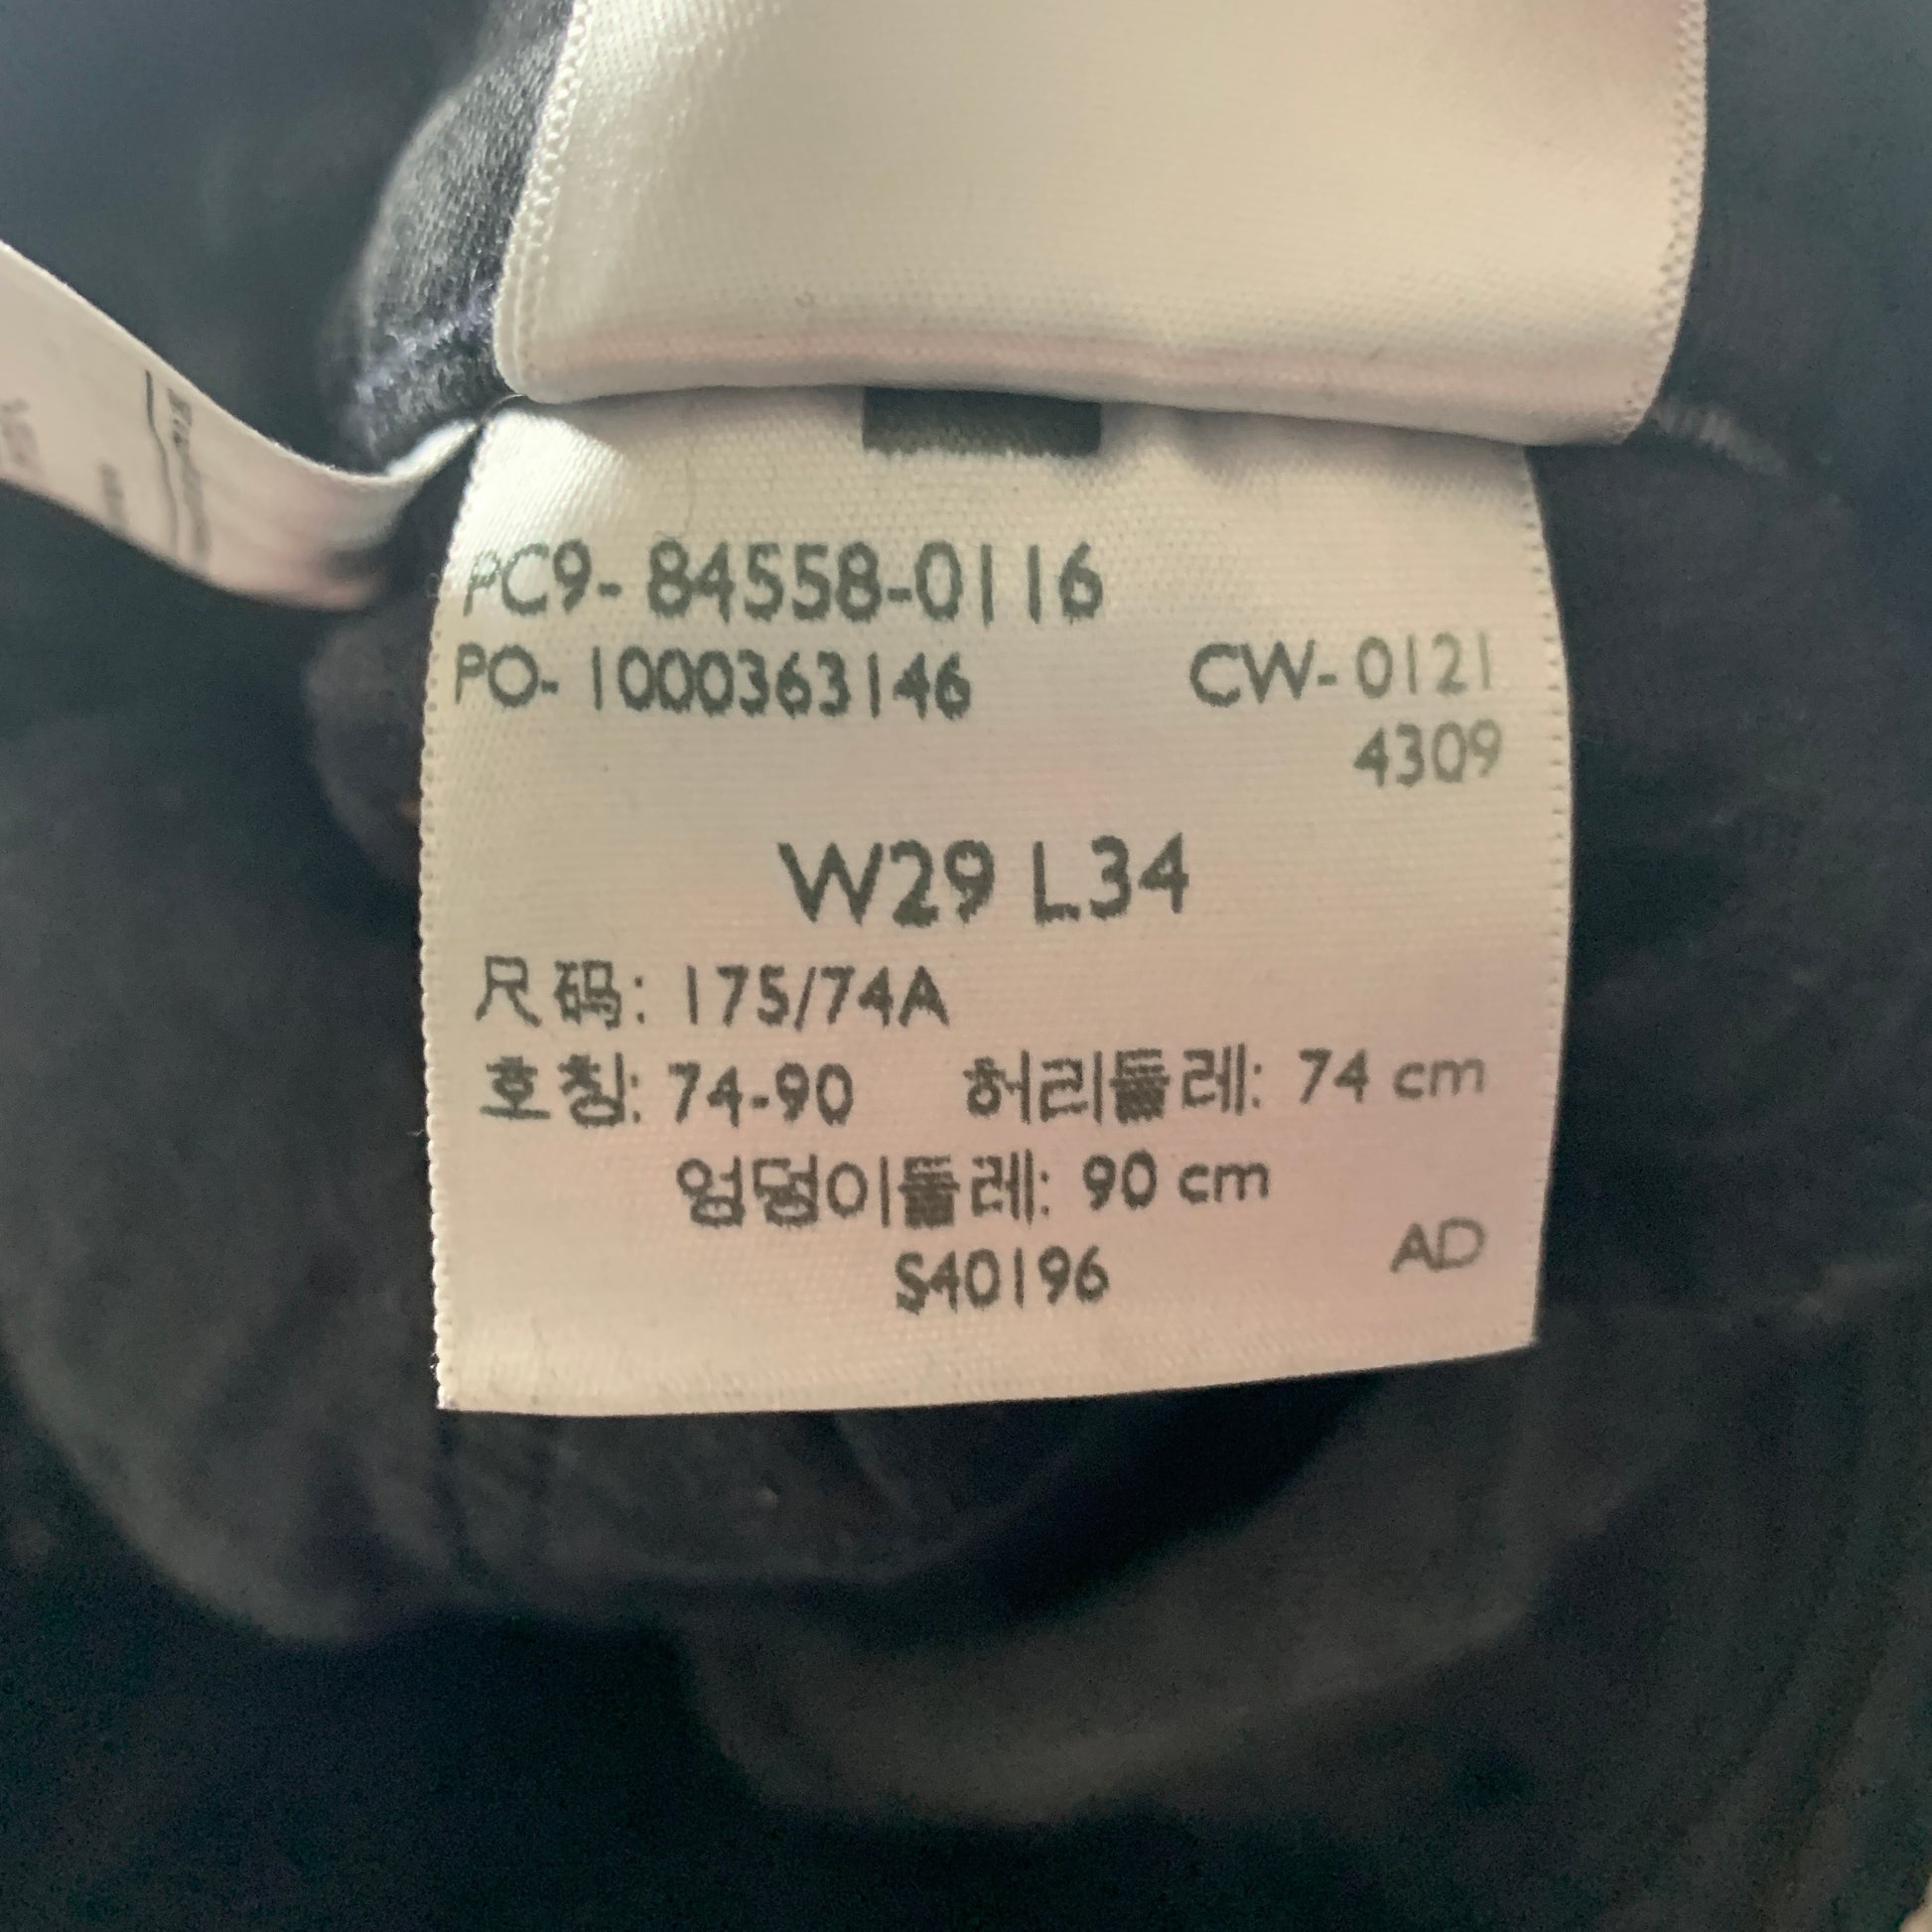 PC9- 84558-0116
PO- 1000363146 CW- 0121
4309
W29 L34
尺码: 175/74A
호칭: 74-90 허리둘레: 74 cm
엉덩이둘레: 90 cm
S40196 AD